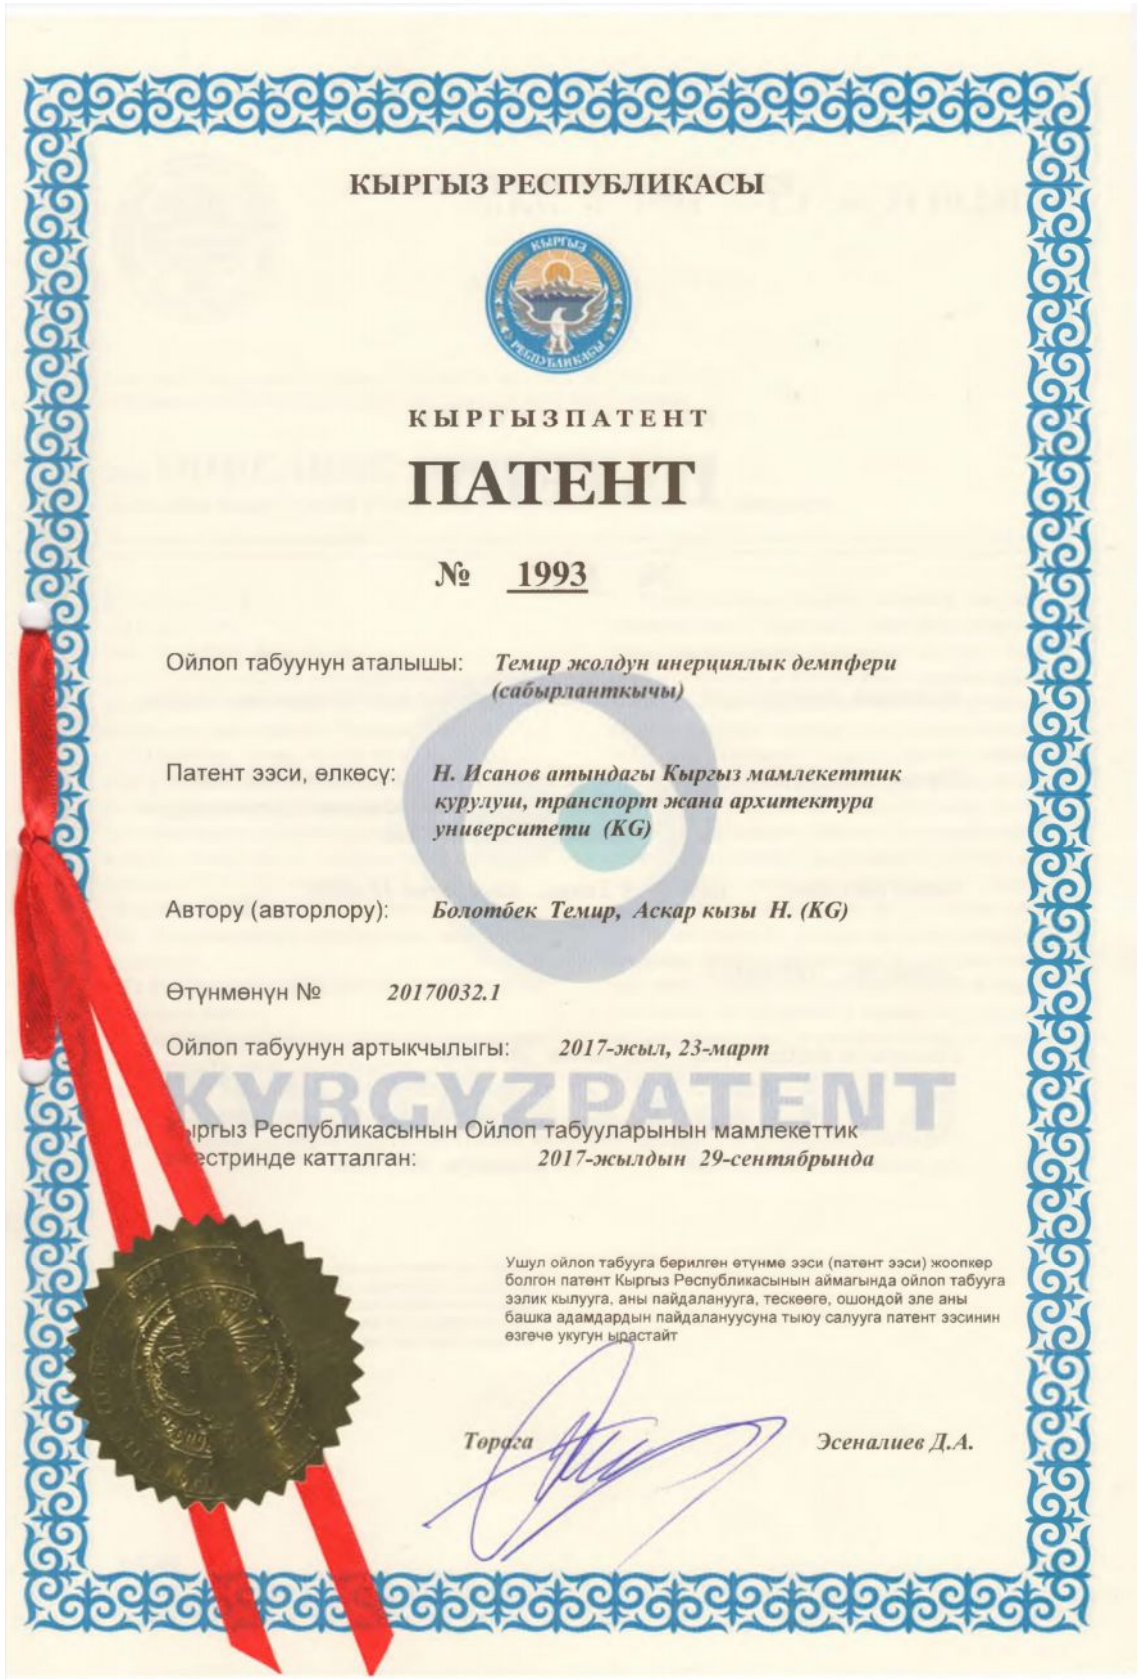 КЫРГЫЗ РЕСПУБЛИКАСЫ
КЫРГЫЗ
РЕСПУБЛИКАСЫ
КЫРГЫЗПАТЕНТ
ПАТЕНТ
№ 1993
Ойлоп табуунун аталышы: Темир жолдун инерциялык демпфери
(сабырланткычы)
Патент ээси, өлкөсү: Н. Исанов атындагы Кыргыз мамлекеттик
курулуш, транспорт жана архитектура
университети (KG)
Автору (авторлору): Болотбек Темир, Аскар кызы Н. (KG)
Өтүнмөнүн № 20170032.1
Ойлоп табуунун артыкчылыгы: 2017-жыл, 23-март
KYRGYZPATENT
ыргыз Республикасынын Ойлоп табууларынын мамлекеттик
естринде катталган: 2017-жылдын 29-сентябрында
Ушул ойлоп табууга берилген өтүнмө ээси (патент ээси) жоопкер
болгон патент Кыргыз Республикасынын аймагында ойлоп табууга
ээлик кылууга, аны пайдаланууга, тескөөгө, ошондой эле аны
башка адамдардын пайдалануусуна тыюу салууга патент ээсинин
өзгөчө укугун ырастайт
Төрага Эсеналиев Д.А.